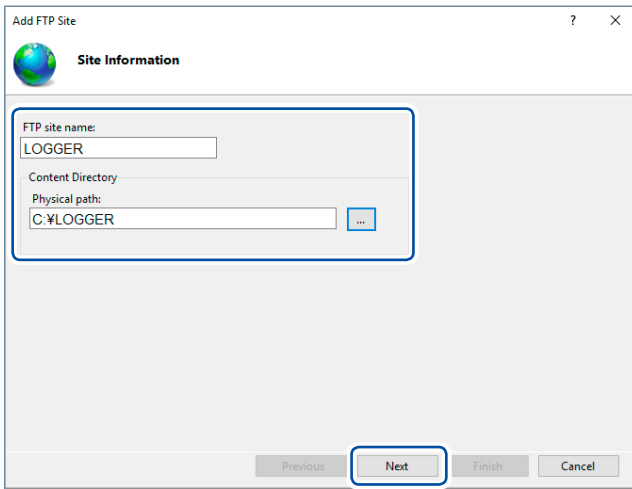 Add FTP Site ? ×
Site Information
FTP site name:
LOGGER
Content Directory
Physical path:
C:¥LOGGER
...
Previous Next Finish Cancel